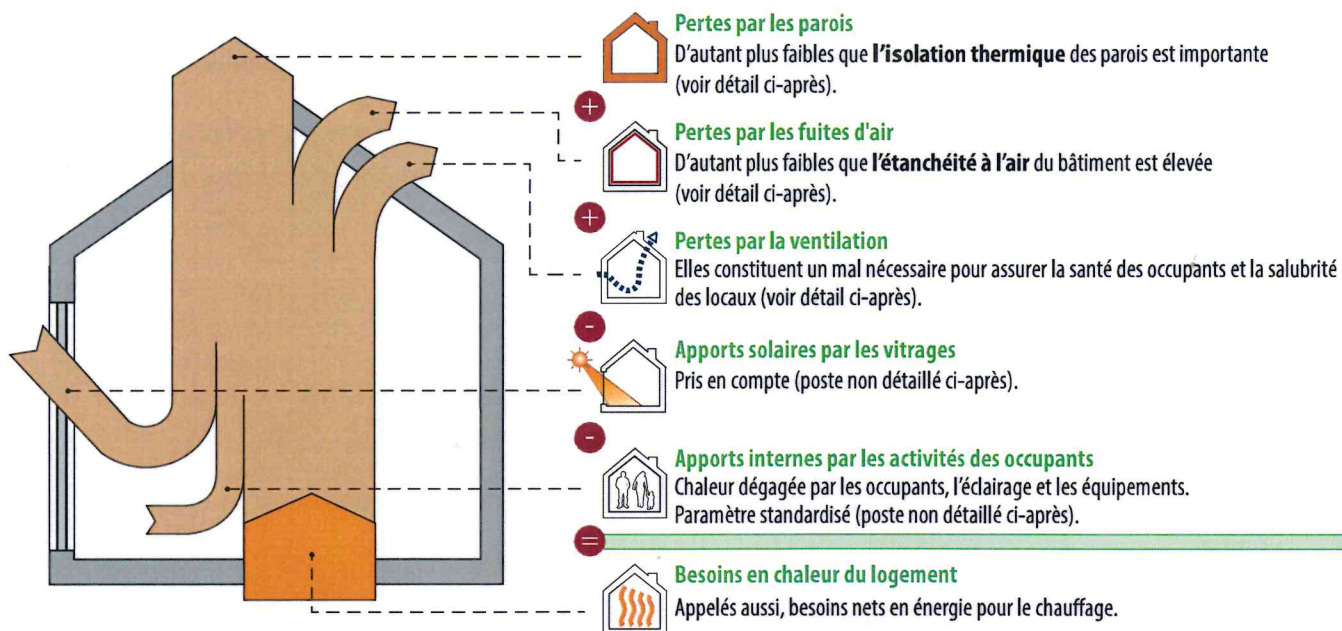 Pertes par les parois
D'autant plus faibles que l'isolation thermique des parois est importante
(voir détail ci-après).
+
Pertes par les fuites d'air
D'autant plus faibles que l'étanchéité à l'air du bâtiment est élevée
(voir détail ci-après).
+
Pertes par la ventilation
Elles constituent un mal nécessaire pour assurer la santé des occupants et la salubrité
des locaux (voir détail ci-après).
-
Apports solaires par les vitrages
Pris en compte (poste non détaillé ci-après).
-
Apports internes par les activités des occupants
Chaleur dégagée par les occupants, l'éclairage et les équipements.
Paramètre standardisé (poste non détaillé ci-après).
=
Besoins en chaleur du logement
Appelés aussi, besoins nets en énergie pour le chauffage.